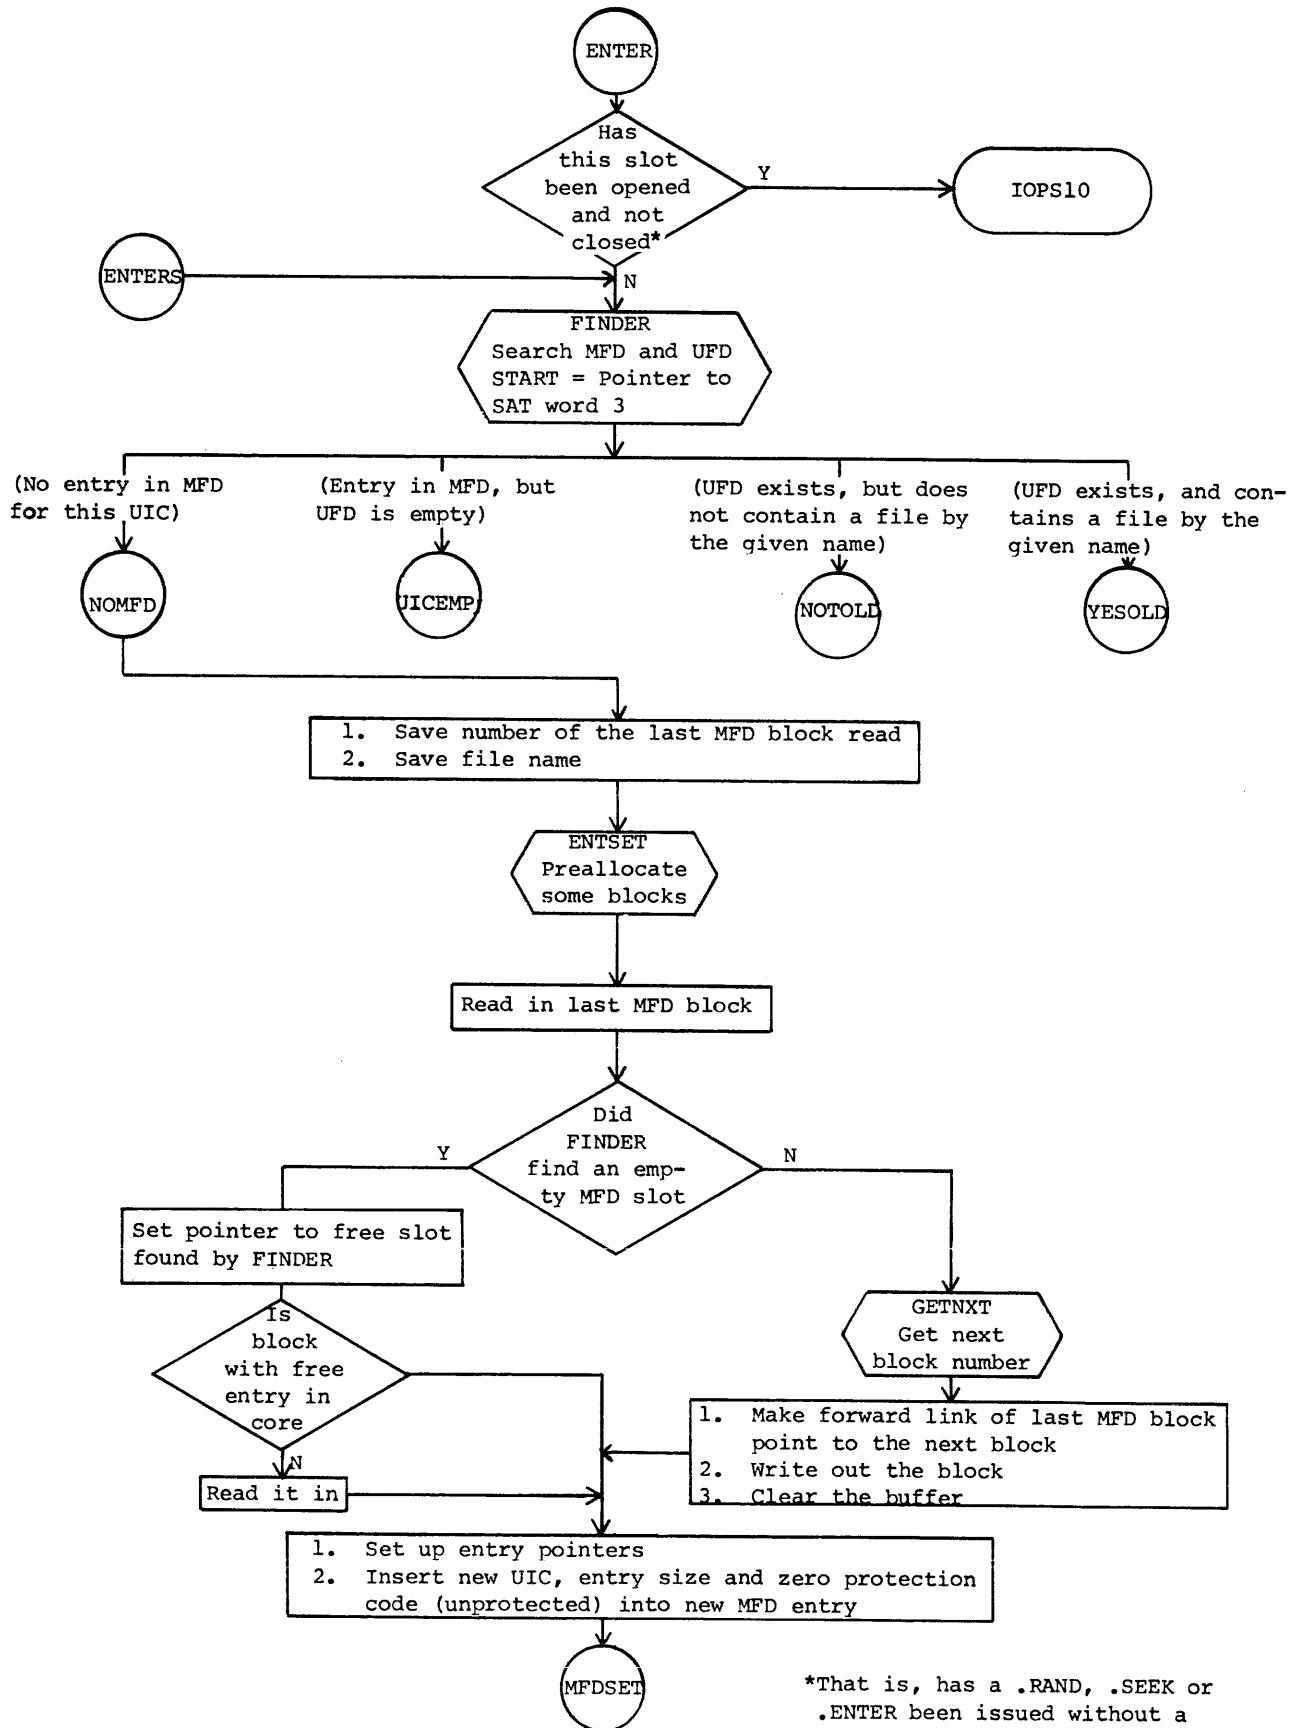 ENTER
Has
this slot
been opened
and not
closed*
Y
IOPS10
ENTERS
N
FINDER
Search MFD and UFD
START = Pointer to
SAT word 3
(No entry in MFD
for this UIC)
(Entry in MFD, but
UFD is empty)
(UFD exists, but does
not contain a file by
the given name)
(UFD exists, and con-
tains a file by the
given name)
NOMFD
UICEMP
NOTOLD
YESOLD
1. Save number of the last MFD block read
2. Save file name
ENTSET
Preallocate
some blocks
Read in last MFD block
Did
FINDER
find an emp-
ty MFD slot
Y
N
Set pointer to free slot
found by FINDER
Is
block
with free
entry in
core
N
Read it in
GETNXT
Get next
block number
1. Make forward link of last MFD block
point to the next block
2. Write out the block
3. Clear the buffer
1. Set up entry pointers
2. Insert new UIC, entry size and zero protection
code (unprotected) into new MFD entry
MFDSET
*That is, has a .RAND, .SEEK or
.ENTER been issued without a